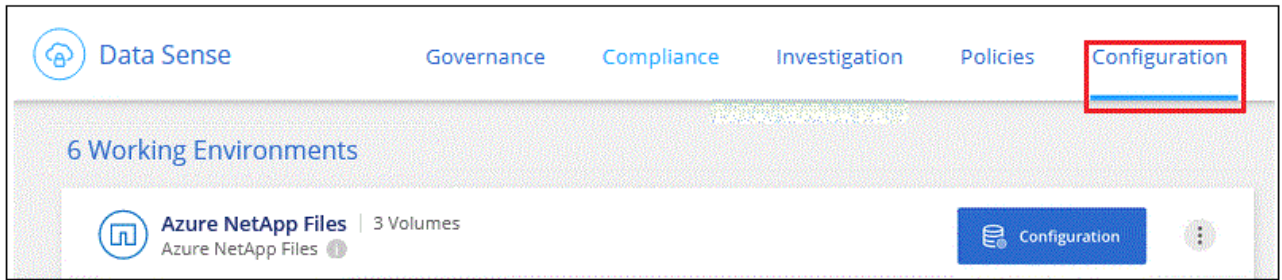 Data Sense
Governance
Compliance
Investigation
Policies
Configuration
6 Working Environments
Azure NetApp Files | 3 Volumes
Azure NetApp Files
Configuration